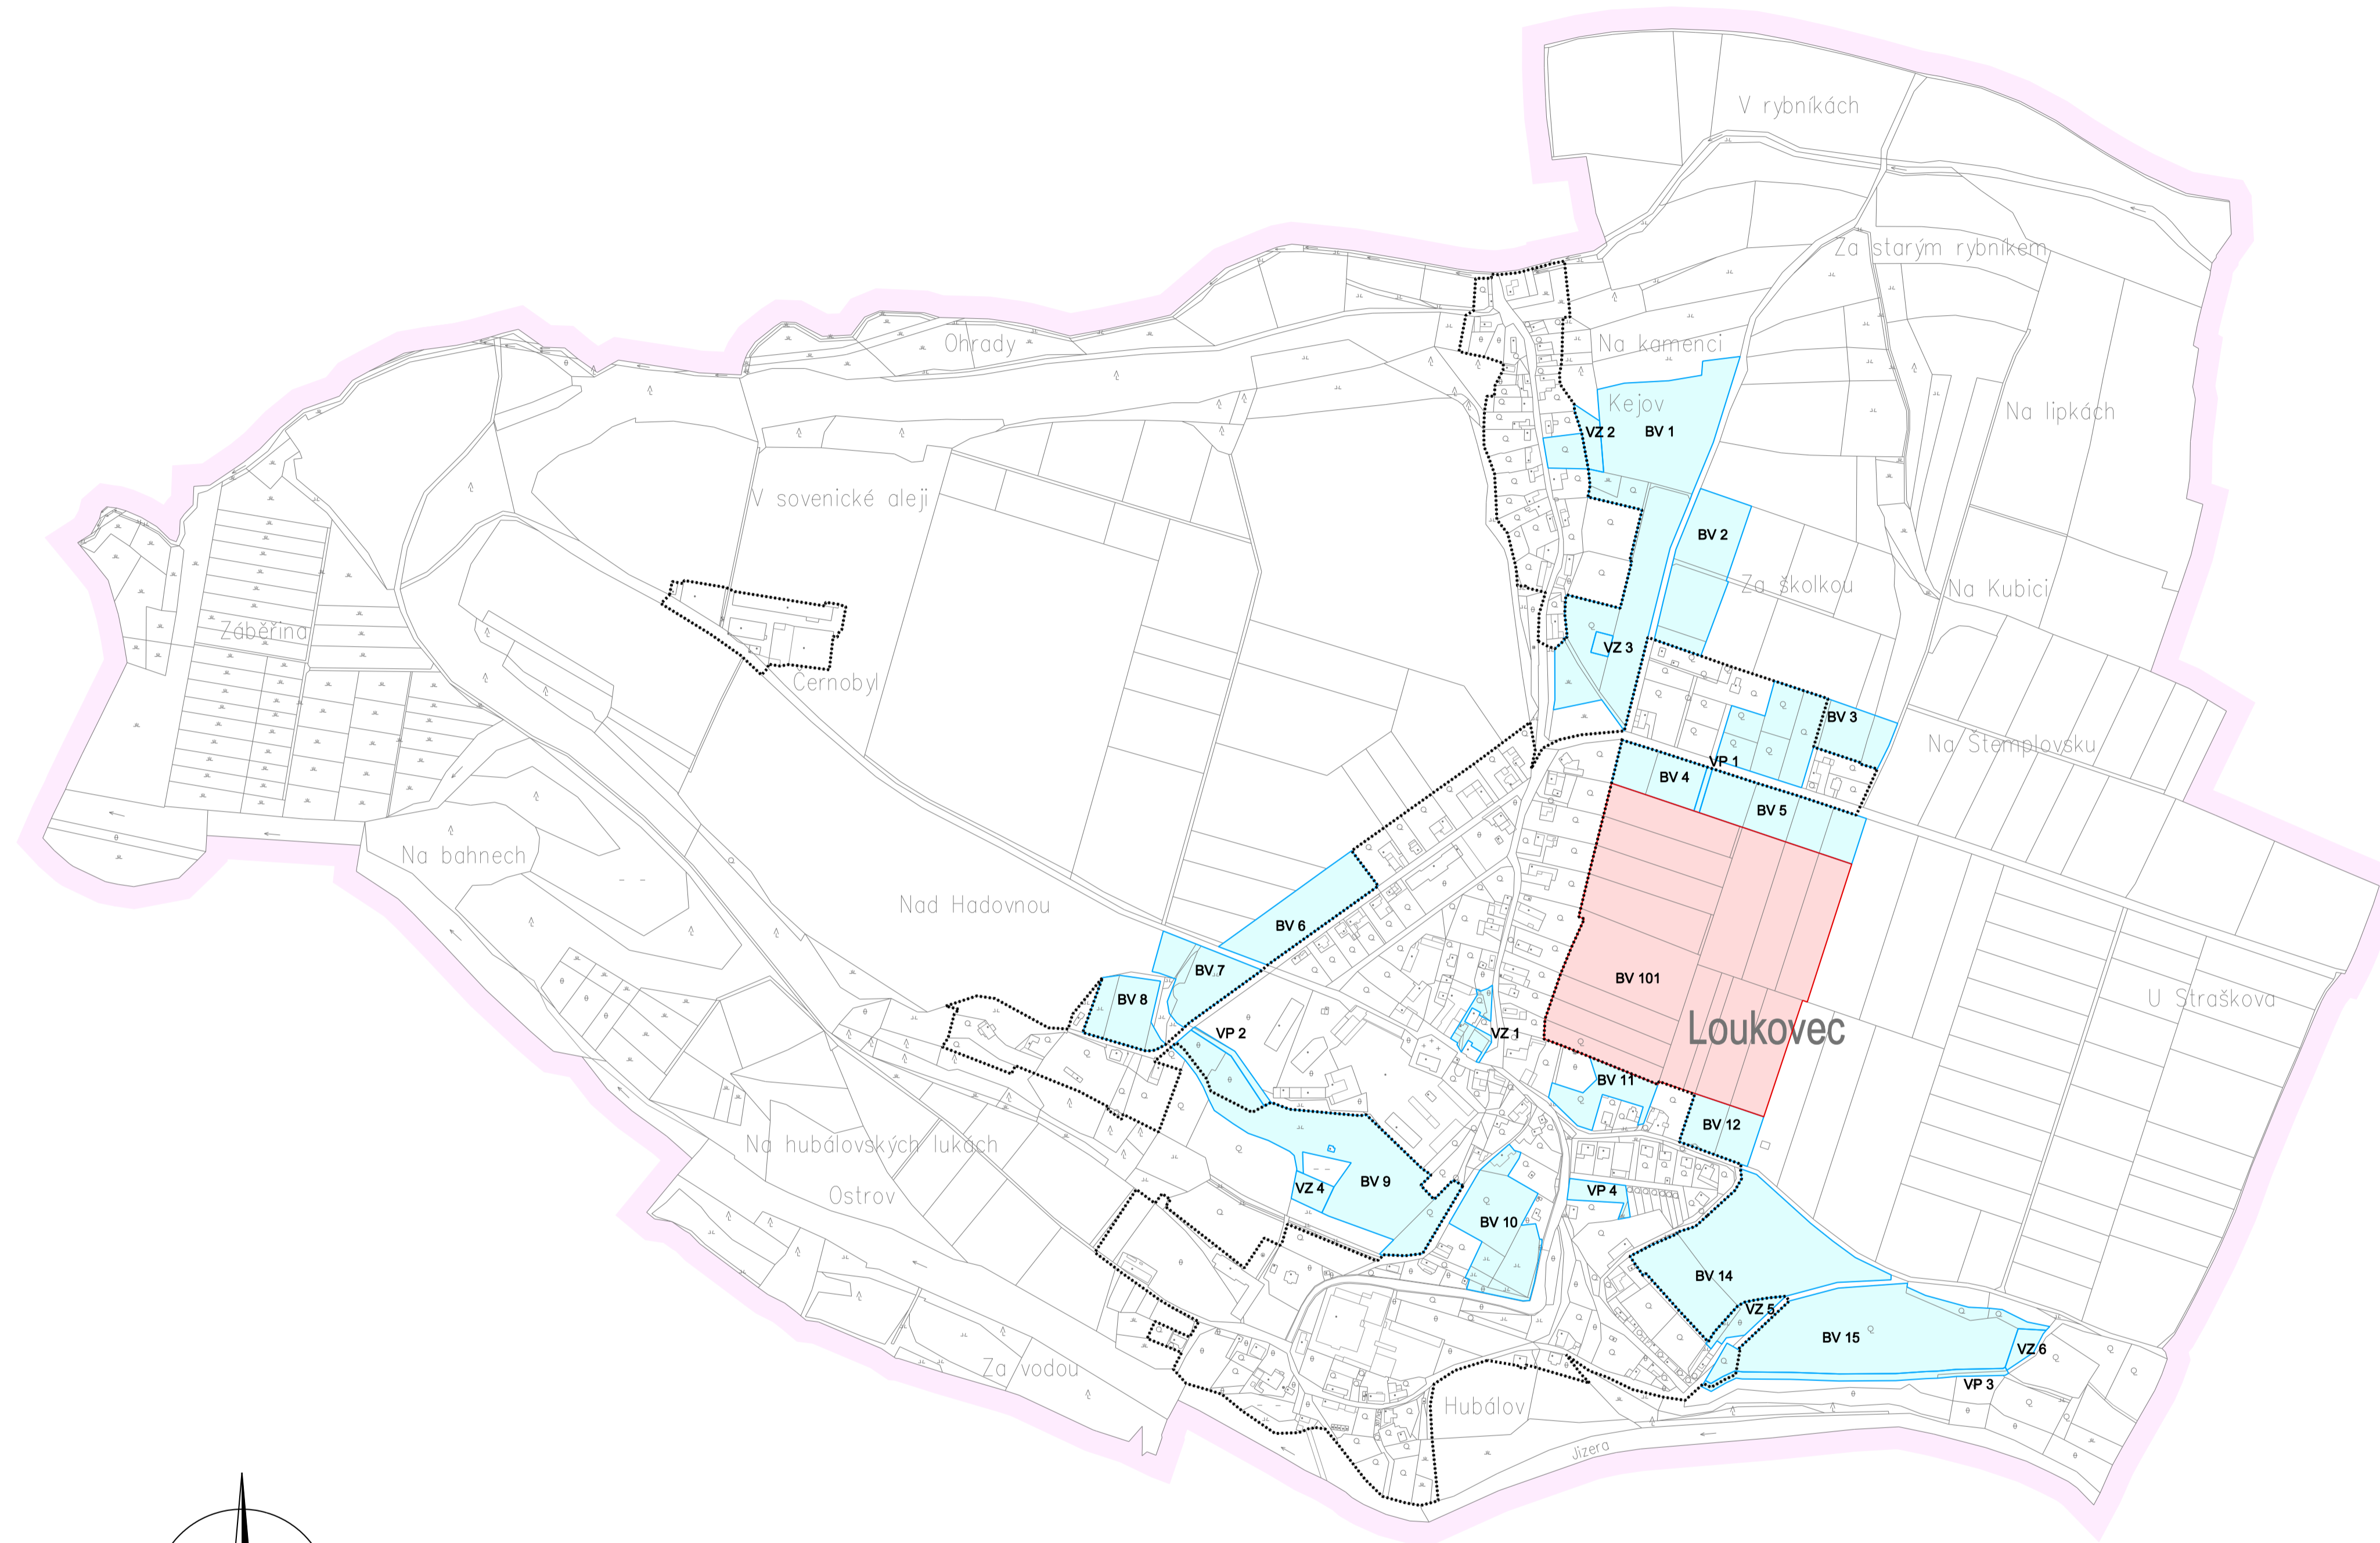 V rybníkách
Za starým rybníkem
Ohrady
Na kamenci
Kejov
Na lipkách
VZ 2
BV 1
V sovenické aleji
BV 2
Za školkou
Na Kubici
Záběřina
VZ 3
Černobyl
BV 3
Na Štemplovsku
VP 1
BV 4
BV 5
Na bahnech
Nad Hadovnou
BV 6
BV 7
BV 101
BV 8
U Straškova
Loukovec
VP 2
VZ 1
BV 11
BV 12
Na hubálovských lukách
Ostrov
VZ 4
BV 9
VP 4
BV 10
BV 14
VZ 5
BV 15
VZ 6
Za vodou
VP 3
Hubálov
Jizera